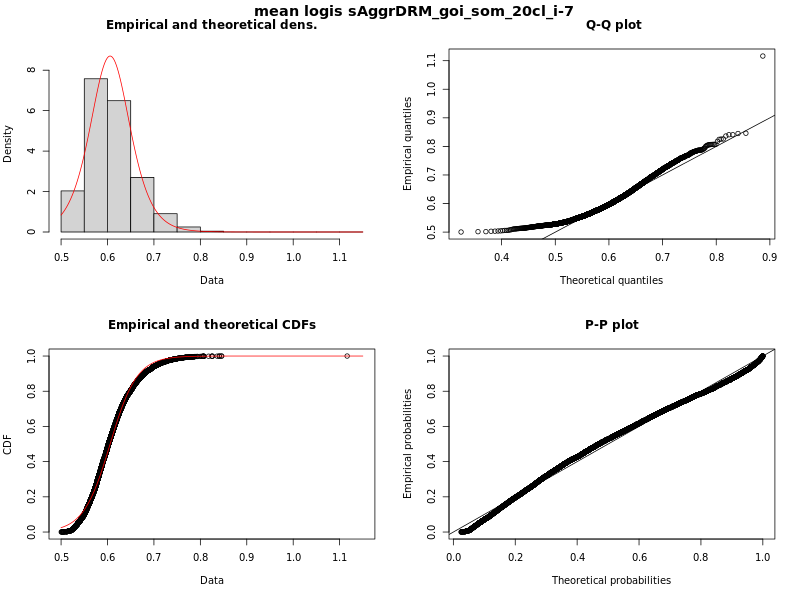 mean logis sAggrDRM_goi_som_20cl_i-7
Empirical and theoretical dens.
Density
0 2 4 6 8
0.5 0.6 0.7 0.8 0.9 1.0 1.1
Data
Q-Q plot
Empirical quantiles
0.5 0.6 0.7 0.8 0.9 1.0 1.1
0.4 0.5 0.6 0.7 0.8 0.9
Theoretical quantiles
Empirical and theoretical CDFs
CDF
0.0 0.2 0.4 0.6 0.8 1.0
0.5 0.6 0.7 0.8 0.9 1.0 1.1
Data
P-P plot
Empirical probabilities
0.0 0.2 0.4 0.6 0.8 1.0
0.0 0.2 0.4 0.6 0.8 1.0
Theoretical probabilities